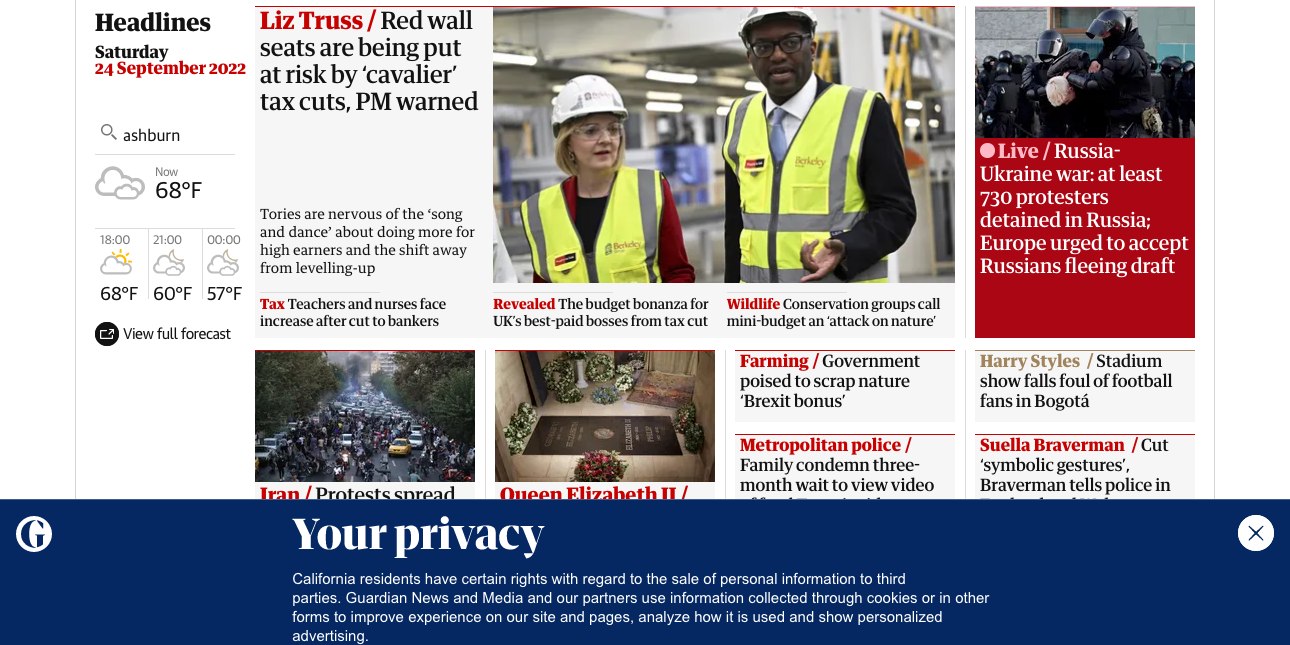 Headlines
Saturday
24 September 2022
ashburn
Now
68°F
18:00
68°F
21:00
60°F
00:00
57°F
View full forecast
Liz Truss / Red wall
seats are being put
at risk by ‘cavalier’
tax cuts, PM warned
Tories are nervous of the ‘song
and dance’ about doing more for
high earners and the shift away
from levelling-up
Berkeley
Berkeley
Tax Teachers and nurses face
increase after cut to bankers
Revealed The budget bonanza for
UK’s best-paid bosses from tax cut
Wildlife Conservation groups call
mini-budget an ‘attack on nature’
Live / Russia-
Ukraine war: at least
730 protesters
detained in Russia;
Europe urged to accept
Russians fleeing draft
Iran / Protests spread
ELIZABETH II
PHILIP
Queen Elizabeth II /
Farming / Government
poised to scrap nature
‘Brexit bonus’
Metropolitan police /
Family condemn three-
month wait to view video
Harry Styles / Stadium
show falls foul of football
fans in Bogotá
Suella Braverman / Cut
‘symbolic gestures’,
Braverman tells police in
G
Your privacy
California residents have certain rights with regard to the sale of personal information to third
parties. Guardian News and Media and our partners use information collected through cookies or in other
forms to improve experience on our site and pages, analyze how it is used and show personalized
advertising.